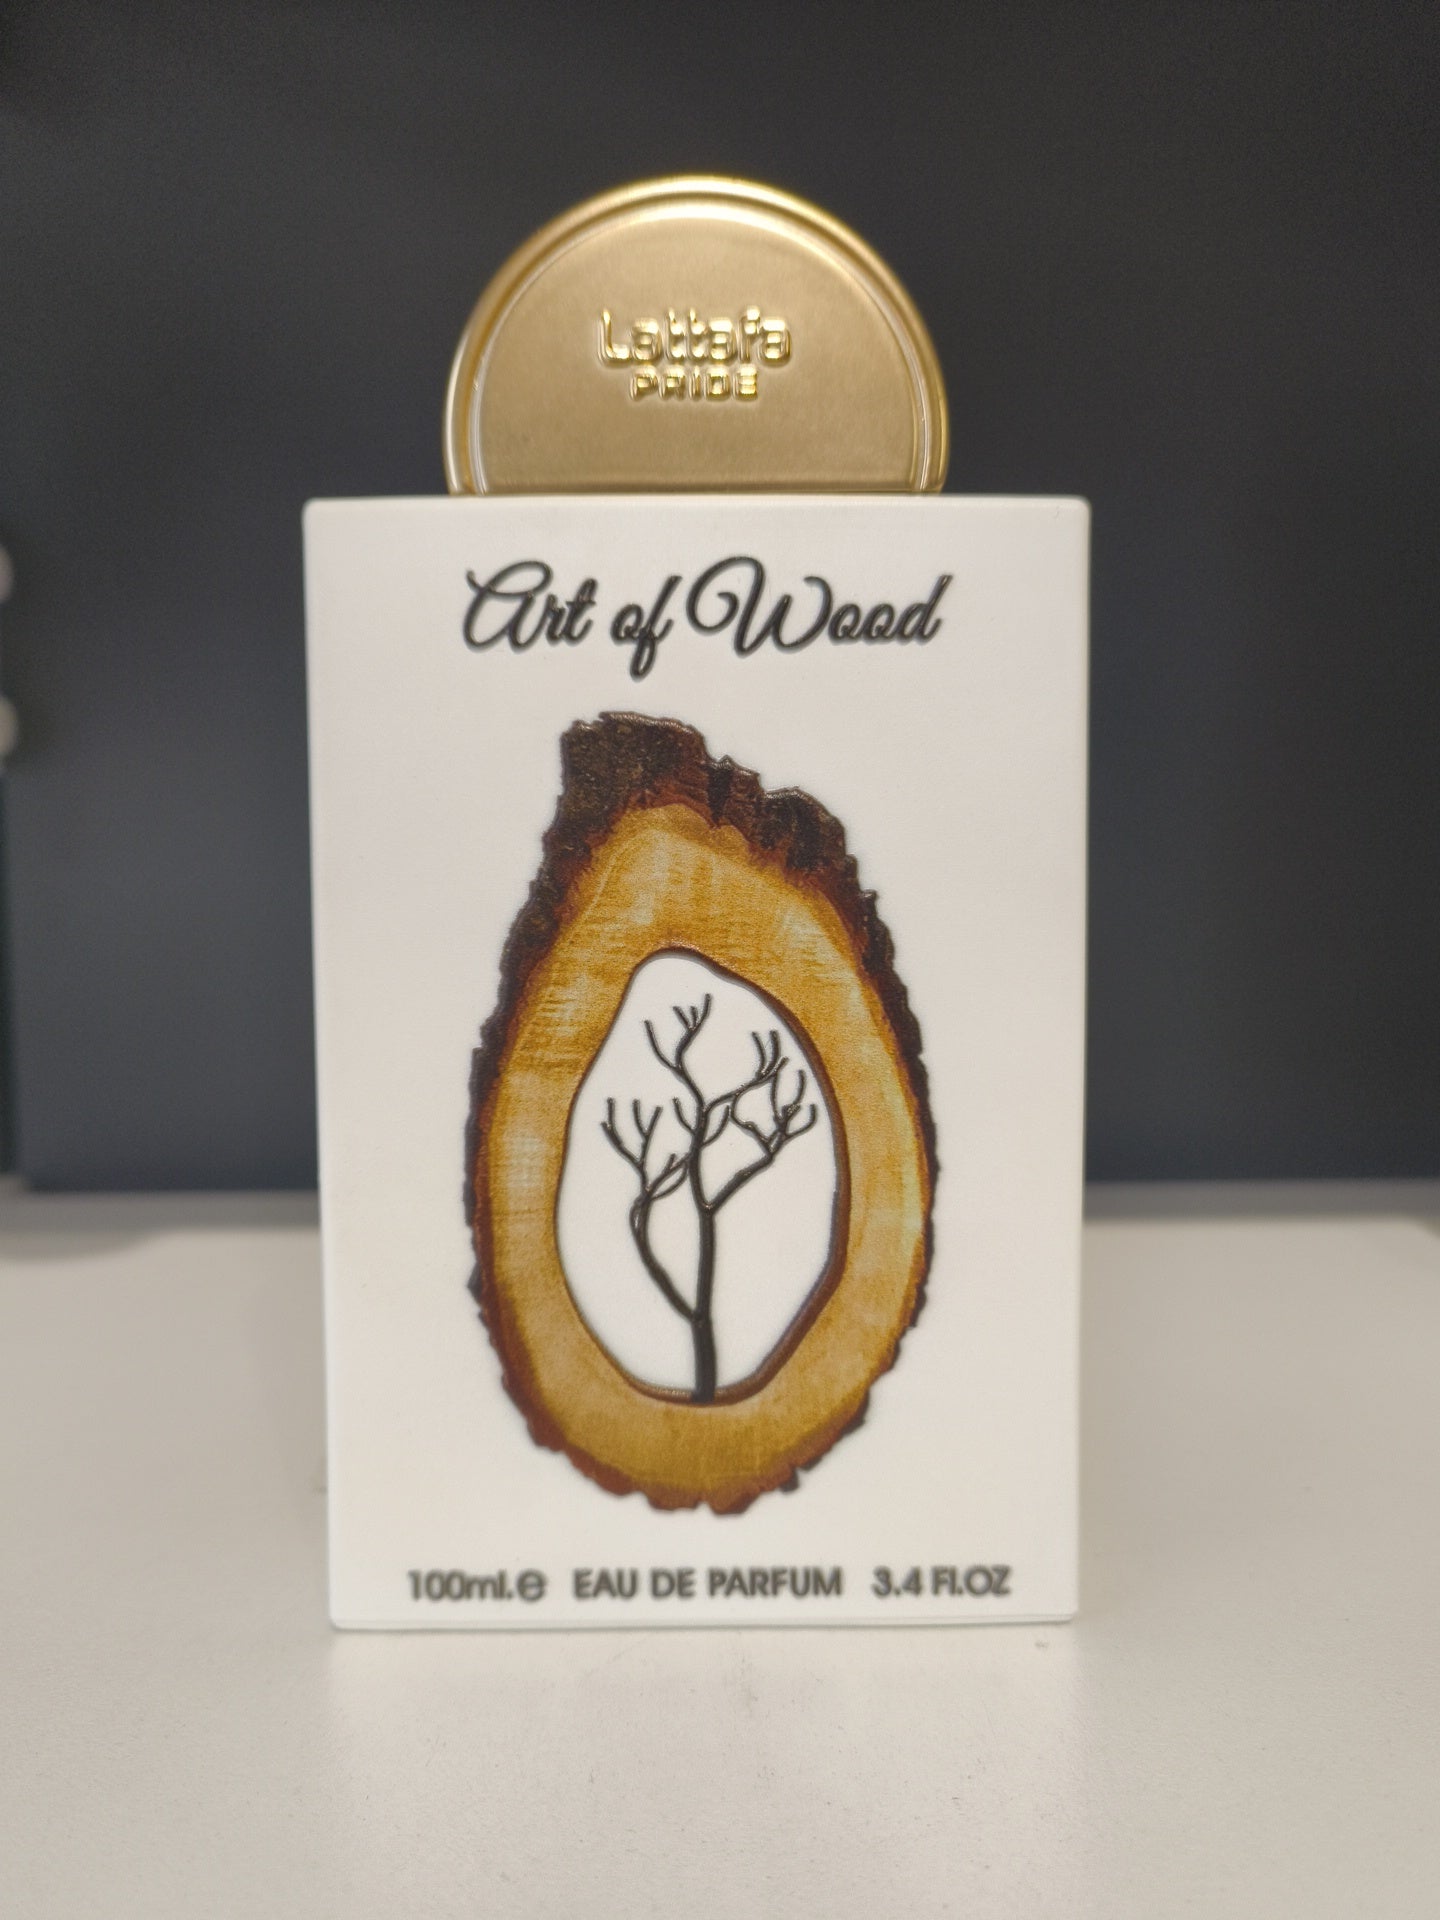 Lattafa
PRIDE
Art of Wood
100ml.e EAU DE PARFUM 3.4 Fl.OZ